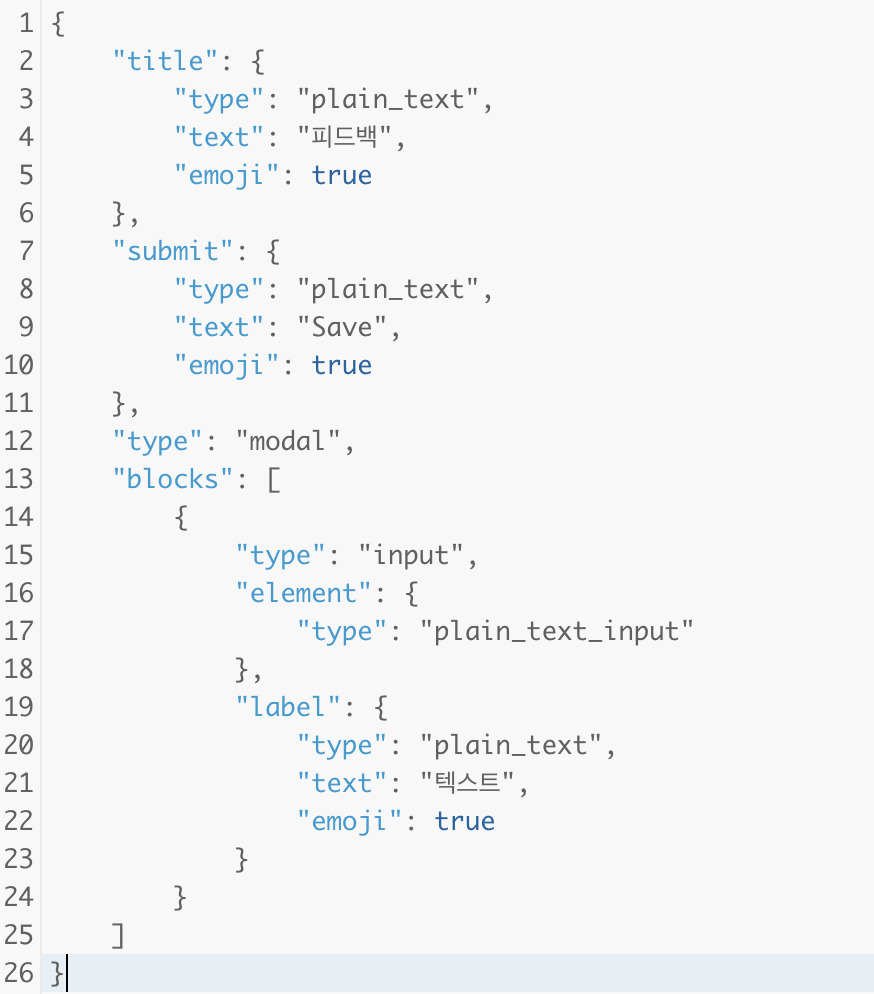 1 {
2     "title": {
3         "type": "plain_text",
4         "text": "피드백",
5         "emoji": true
6     },
7     "submit": {
8         "type": "plain_text",
9         "text": "Save",
10         "emoji": true
11     },
12     "type": "modal",
13     "blocks": [
14         {
15             "type": "input",
16             "element": {
17                 "type": "plain_text_input"
18             },
19             "label": {
20                 "type": "plain_text",
21                 "text": "텍스트",
22                 "emoji": true
23             }
24         }
25     ]
26 }